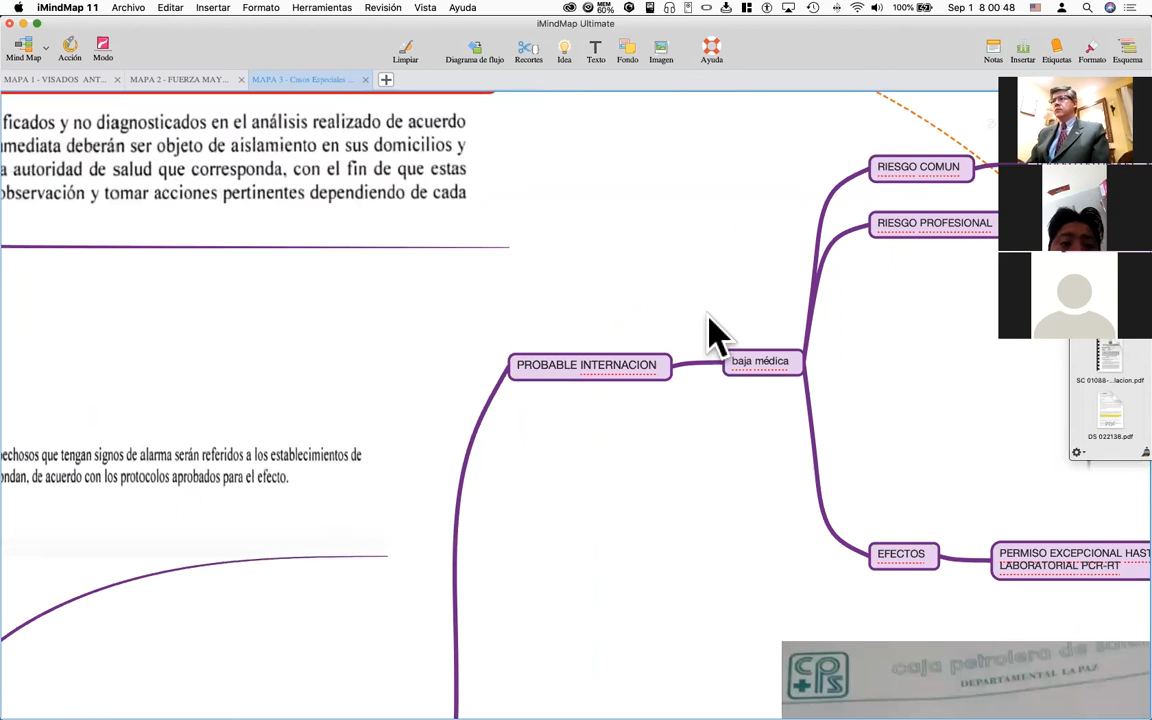 iMindMap 11 Archivo Editar Insertar Formato Herramientas Revisión Vista Ayuda MEM 60% 100% Sep 1 8 00 48
iMindMap Ultimate
Mind Map Acción Modo Limpiar Diagrama de flujo Recortes Idea Texto Fondo Imagen Ayuda Notas Insertar Etiquetas Formato Esquema
MAPA 1 - VISADOS ANT... MAPA 2 - FUERZA MAY... MAPA 3 - Casos Especiales ...
ficados y no diagnosticados en el análisis realizado de acuerdo
mediata deberán ser objeto de aislamiento en sus domicilios y
a autoridad de salud que corresponda, con el fin de que estas
observación y tomar acciones pertinentes dependiendo de cada
RIESGO COMUN
RIESGO PROFESIONAL
PROBABLE INTERNACION
baja médica
SC 01088-...lacion.pdf
DS 022138.pdf
pechosos que tengan signos de alarma serán referidos a los establecimientos de
ondan, de acuerdo con los protocolos aprobados para el efecto.
EFECTOS
PERMISO EXCEPCIONAL HAST
LABORATORIAL PCR-RT
cps
caja petrolera de
DEPARTAMENTAL LA PAZ